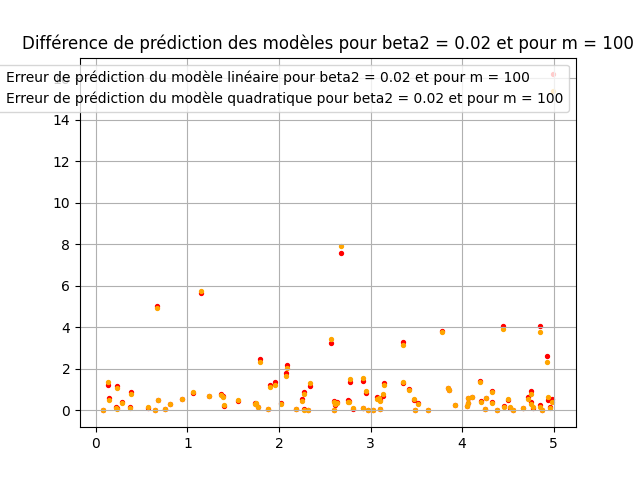 Différence de prédiction des modèles pour beta2 = 0.02 et pour m = 100
Erreur de prédiction du modèle linéaire pour beta2 = 0.02 et pour m = 100
Erreur de prédiction du modèle quadratique pour beta2 = 0.02 et pour m = 100
14
12
10
8
6
4
2
0
0 1 2 3 4 5